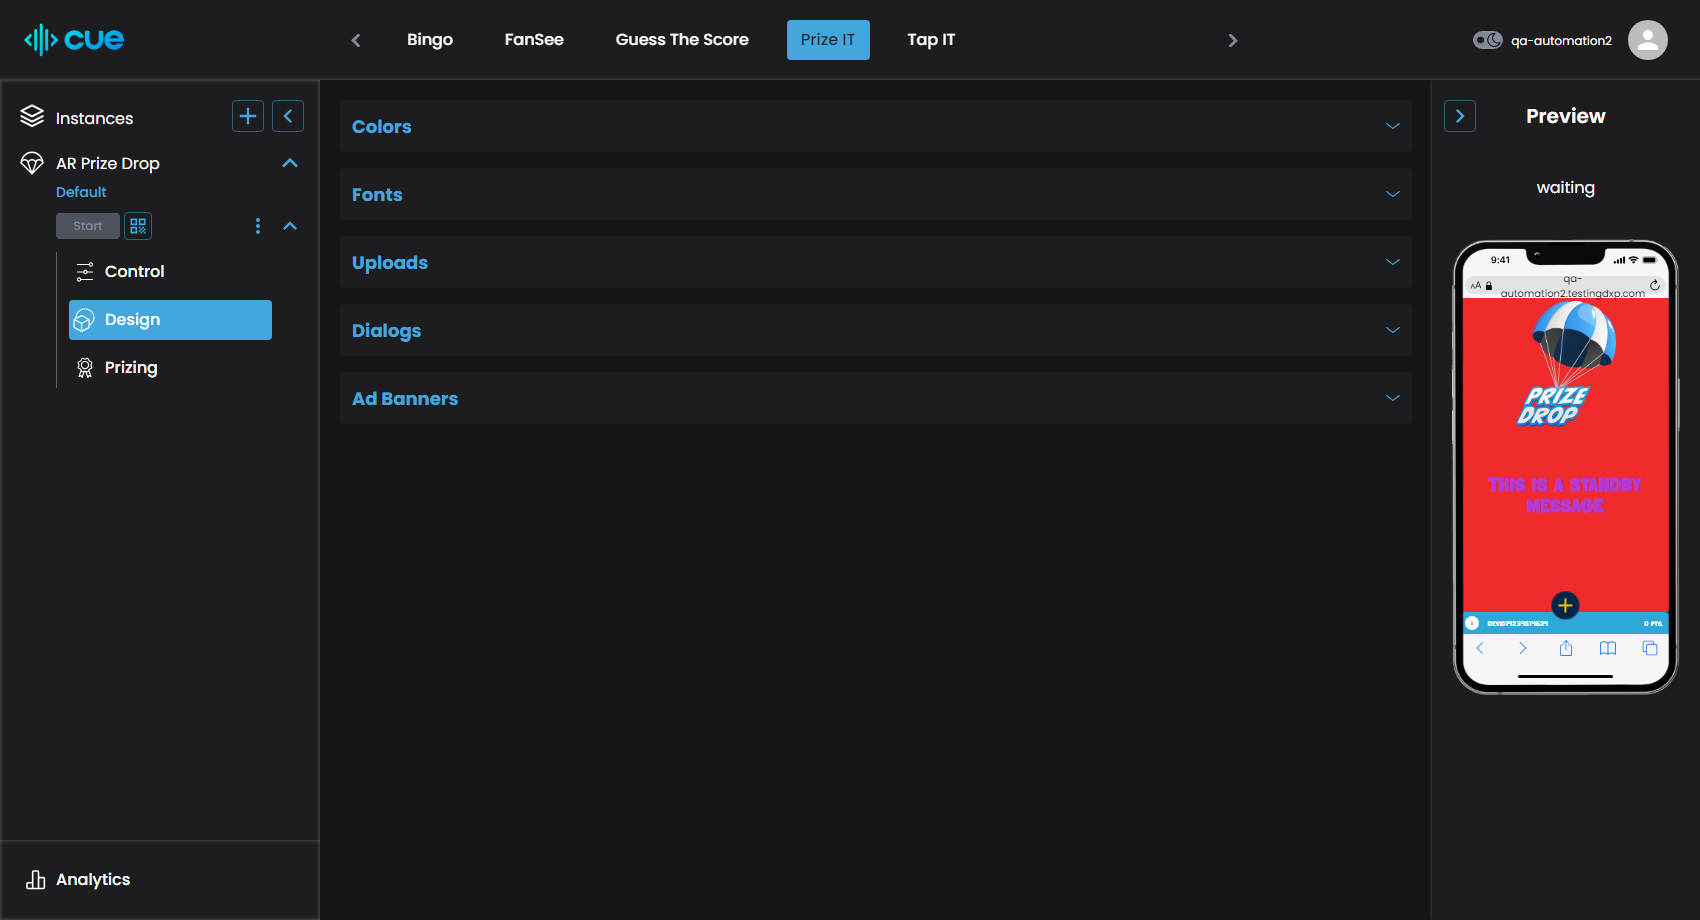 cue
Bingo
FanSee
Guess The Score
Prize IT
Tap IT
qa-automation2
Instances
AR Prize Drop
Default
Start
Control
Design
Prizing
Analytics
Colors
Fonts
Uploads
Dialogs
Ad Banners
Preview
waiting
9:41
AA
qa-
automation2.testingdxp.com
PRIZE
DROP
THIS IS A STANDBY
MESSAGE
0 PTS.